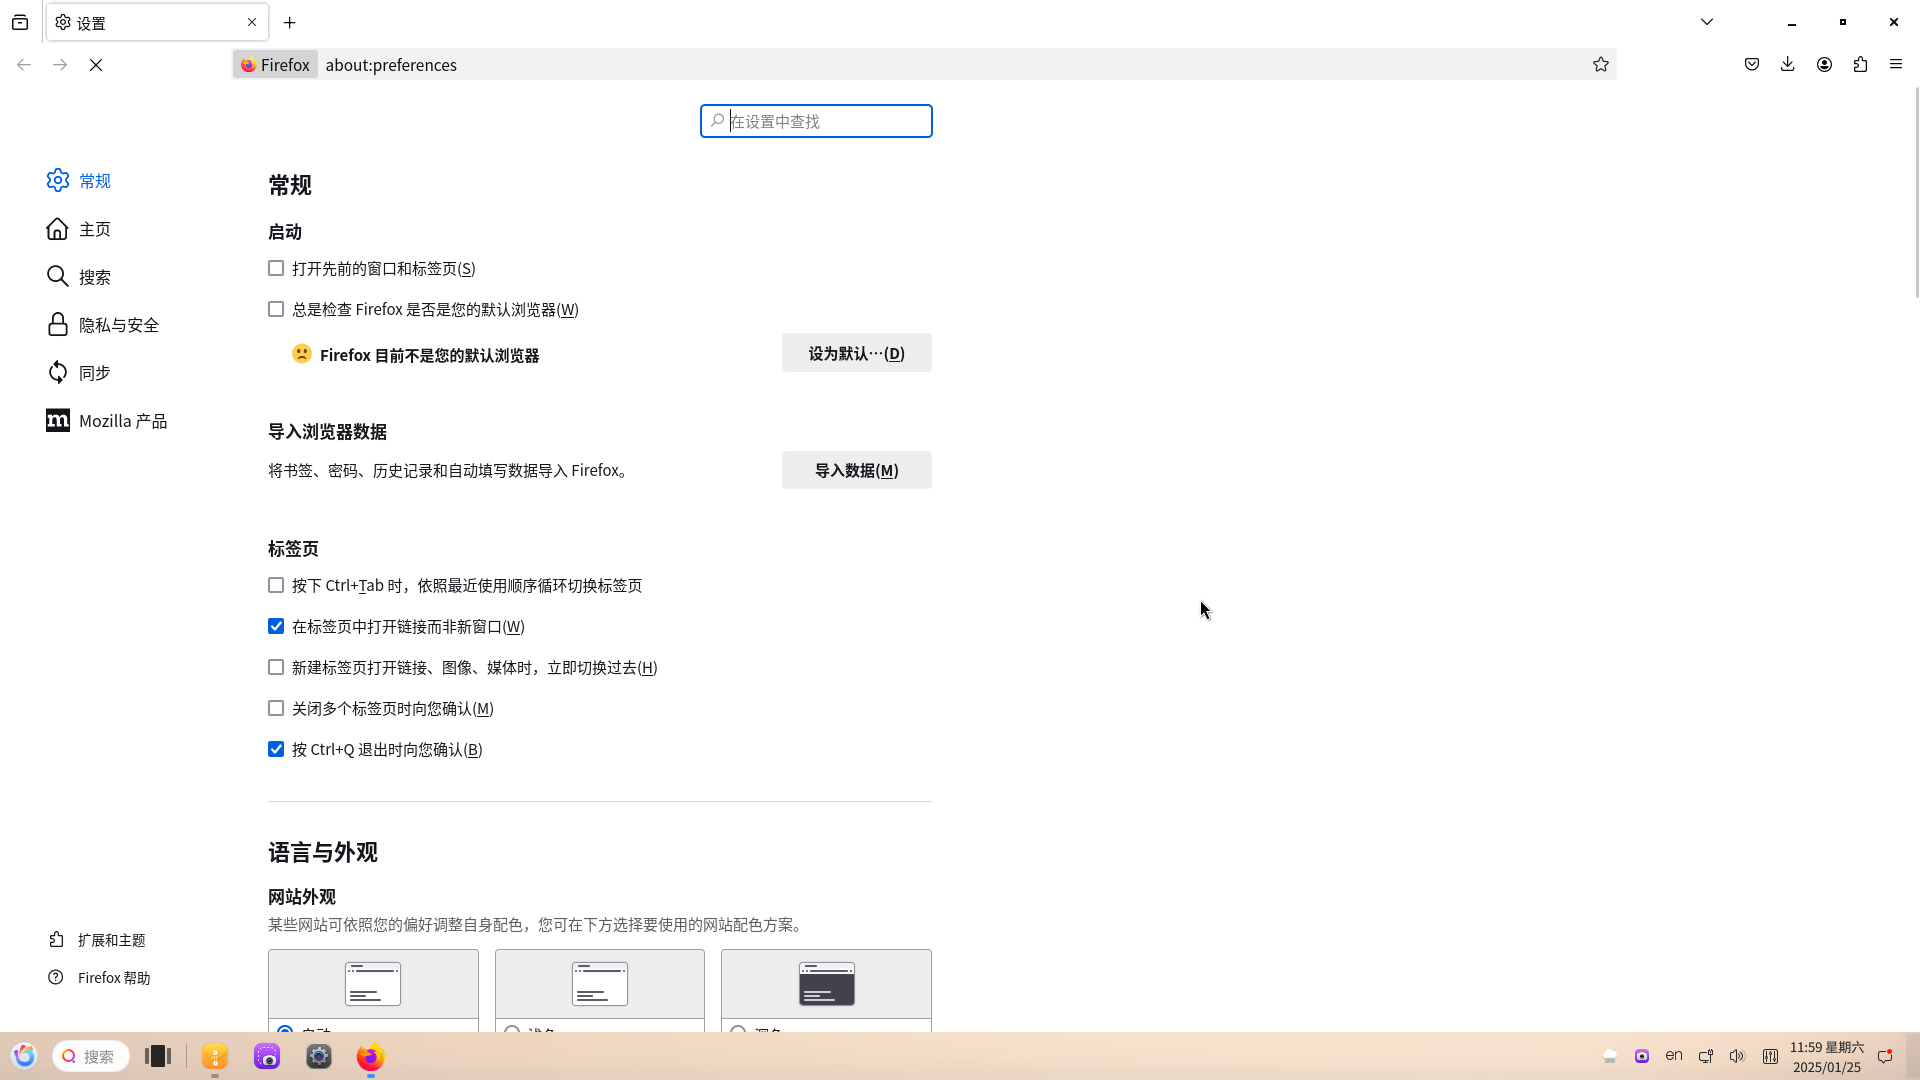 设置
Firefox about:preferences
在设置中查找
常规
主页
搜索
隐私与安全
同步
Mozilla 产品
常规
启动
打开先前的窗口和标签页(S)
总是检查 Firefox 是否是您的默认浏览器(W)
Firefox 目前不是您的默认浏览器
设为默认…(D)
导入浏览器数据
将书签、密码、历史记录和自动填写数据导入 Firefox。
导入数据(M)
标签页
按下 Ctrl+Tab 时，依照最近使用顺序循环切换标签页
在标签页中打开链接而非新窗口(W)
新建标签页打开链接、图像、媒体时，立即切换过去(H)
关闭多个标签页时向您确认(M)
按 Ctrl+Q 退出时向您确认(B)
语言与外观
网站外观
某些网站可依照您的偏好调整自身配色，您可在下方选择要使用的网站配色方案。
自动
浅色
深色
扩展和主题
Firefox 帮助
搜索
en
11:59 星期六
2025/01/25